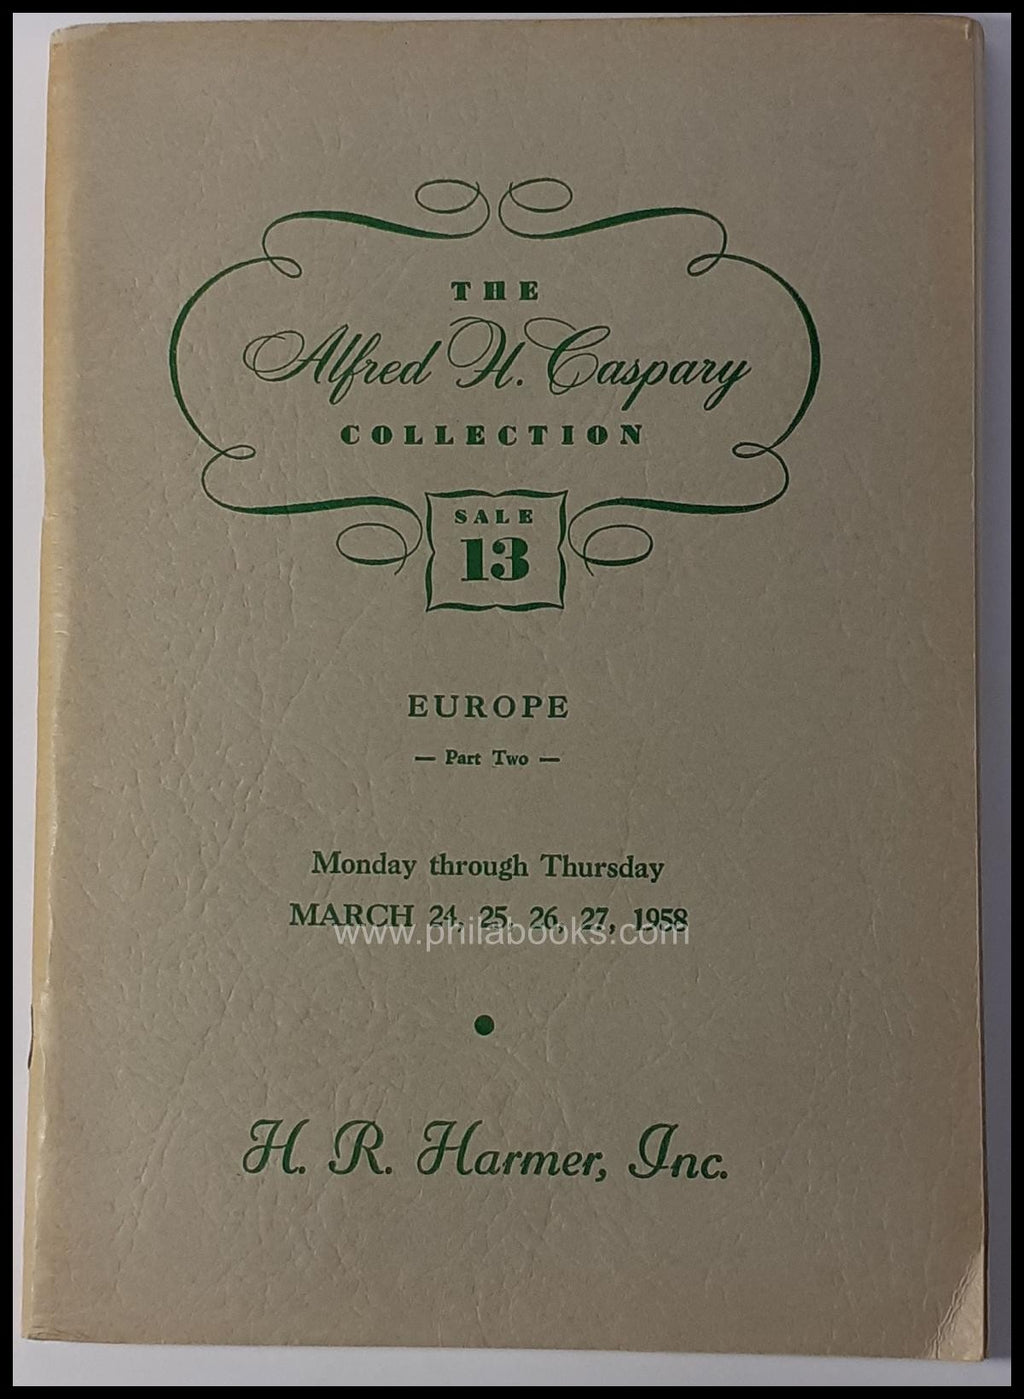 THE
Alfred H. Caspary
COLLECTION
SALE
13
EUROPE
— Part Two —
Monday through Thursday
MARCH 24, 25, 26, 27, 1958
www.philabooks.com
H. R. Harmer, Inc.